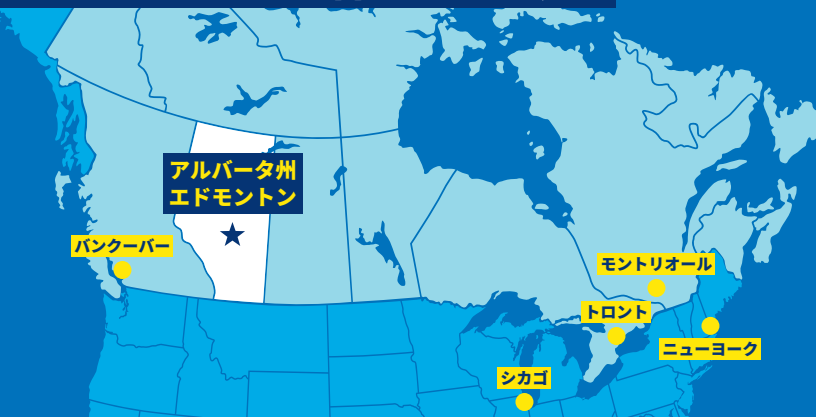 アルバータ州
エドモントン
バンクーバー
モントリオール
トロント
ニューヨーク
シカゴ